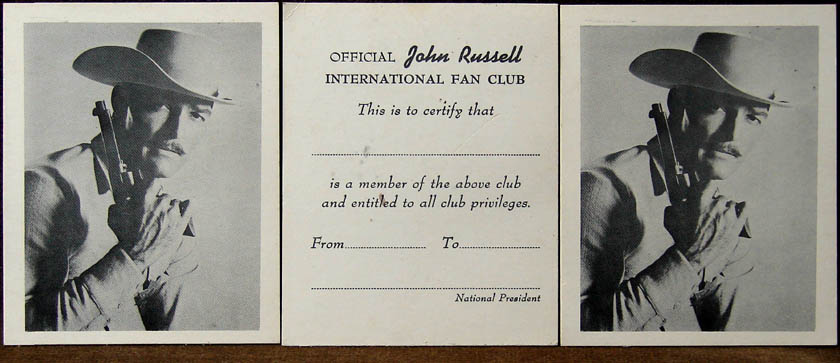 OFFICIAL John Russell
INTERNATIONAL FAN CLUB
This is to certify that
is a member of the above club
and entitled to all club privileges.
From To
National President